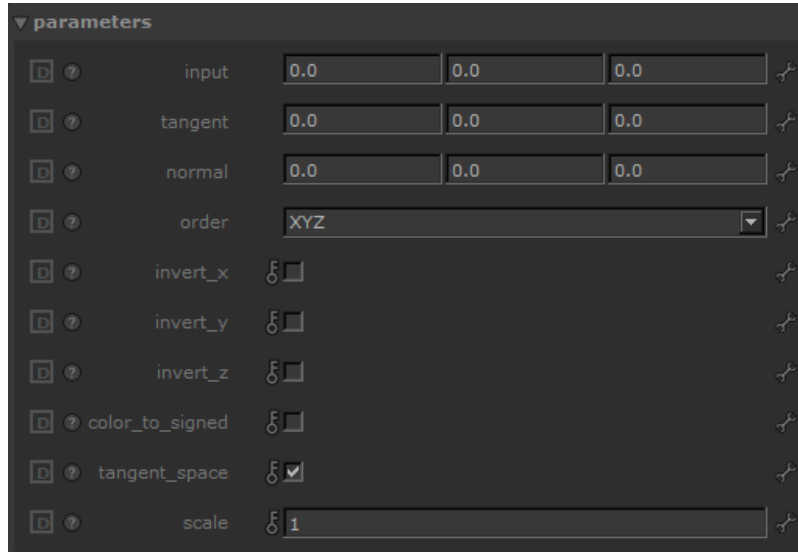 parameters
D ? input 0.0 0.0 0.0
D ? tangent 0.0 0.0 0.0
D ? normal 0.0 0.0 0.0
D ? order XYZ
D ? invert_x
D ? invert_y
D ? invert_z
D ? color_to_signed
D ? tangent_space
D ? scale 1